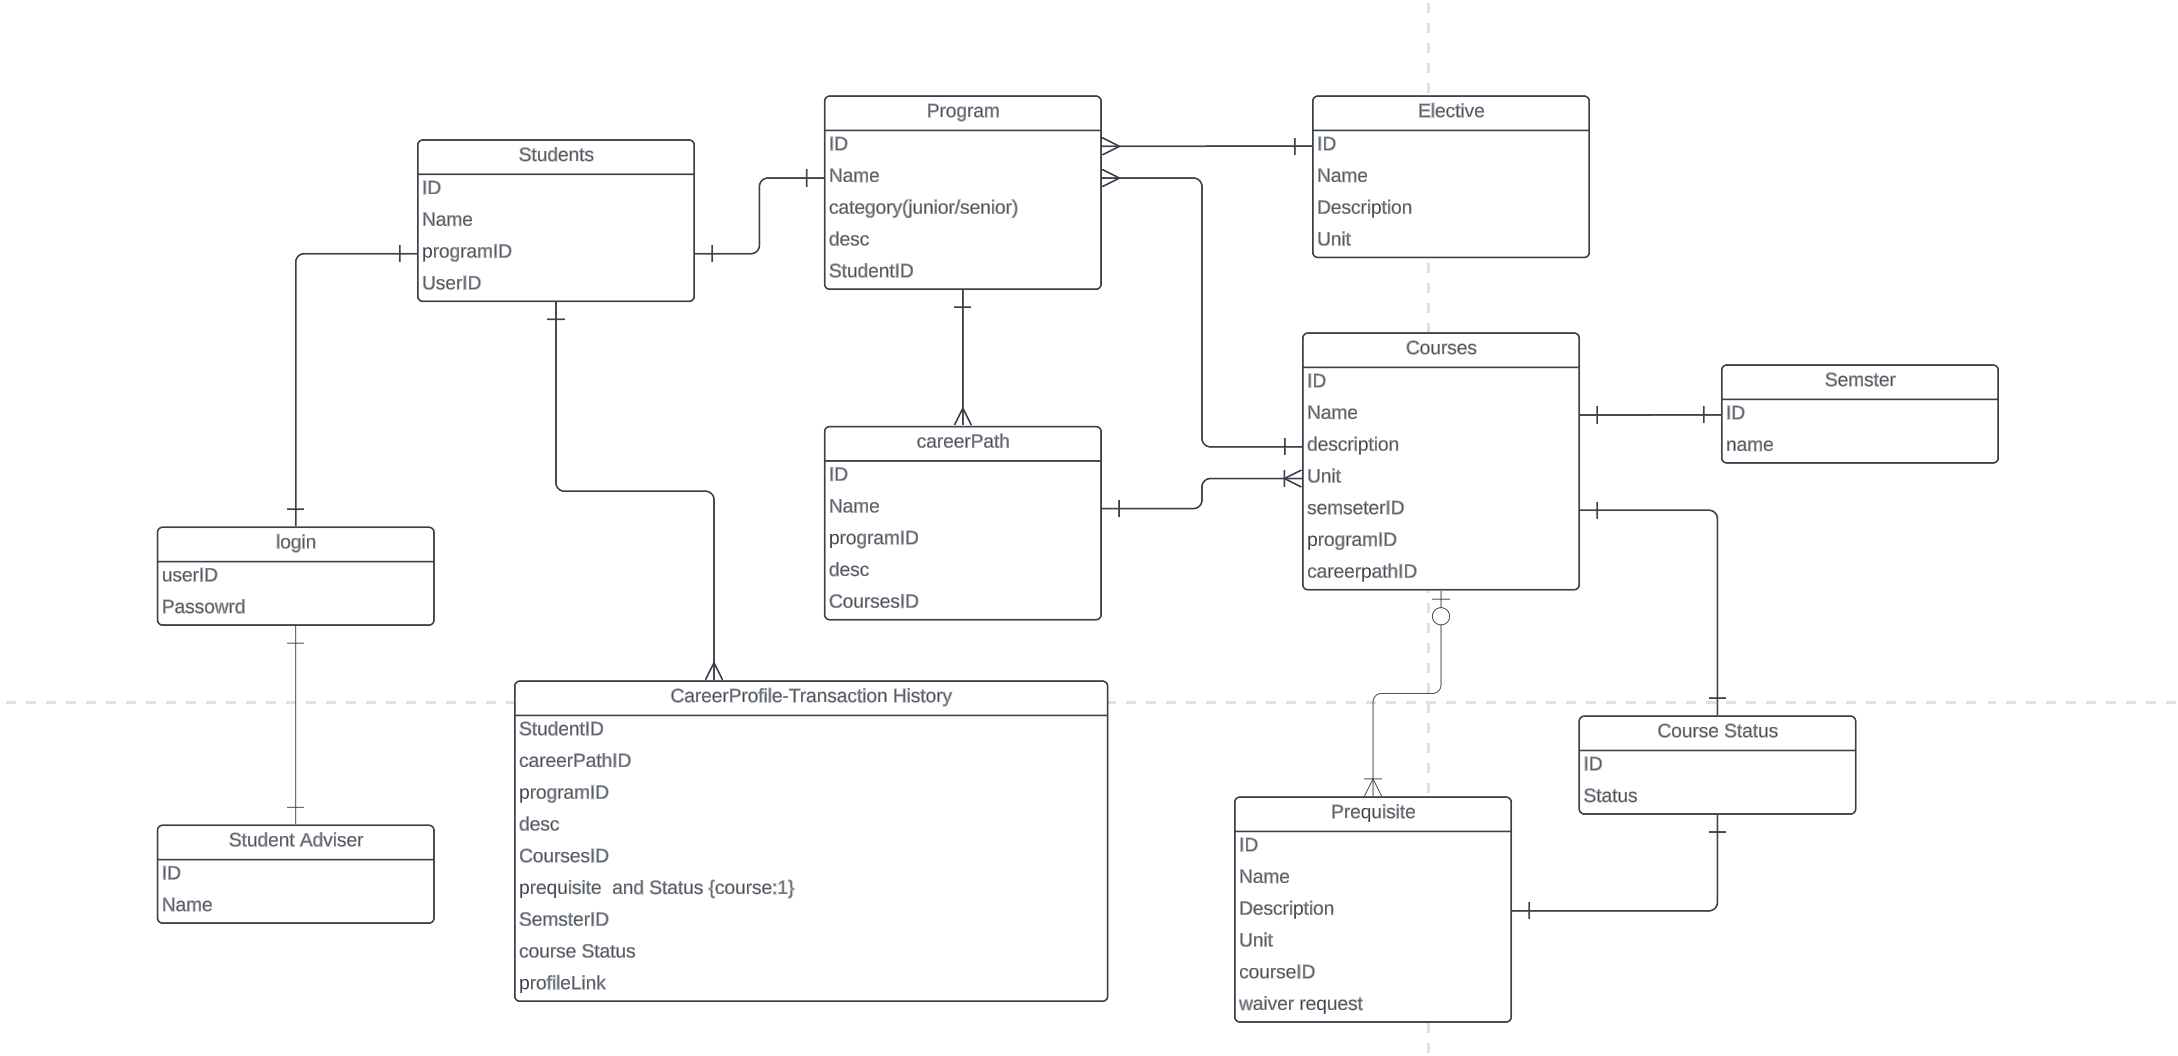 Program
ID
Name
category(junior/senior)
desc
StudentID
Elective
ID
Name
Description
Unit
Students
ID
Name
programID
UserID
Courses
ID
Name
description
Unit
semseterID
programID
careerpathID
Semster
ID
name
careerPath
ID
Name
programID
desc
CoursesID
login
userID
Passowrd
CareerProfile-Transaction History
StudentID
careerPathID
programID
desc
CoursesID
prequisite  and Status {course:1}
SemsterID
course Status
profileLink
Course Status
ID
Status
Prequisite
ID
Name
Description
Unit
courseID
waiver request
Student Adviser
ID
Name